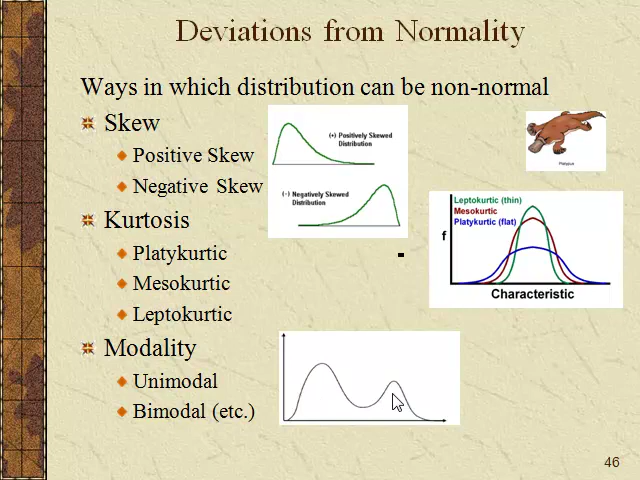 Deviations from Normality
Ways in which distribution can be non-normal
Skew
Positive Skew
Negative Skew
Kurtosis
Platykurtic
Mesokurtic
Leptokurtic
Modality
Unimodal
Bimodal (etc.)
(+) Positively Skewed
Distribution
(-) Negatively Skewed
Distribution
Platypus
Leptokurtic (thin)
Mesokurtic
Platykurtic (flat)
f
Characteristic
46